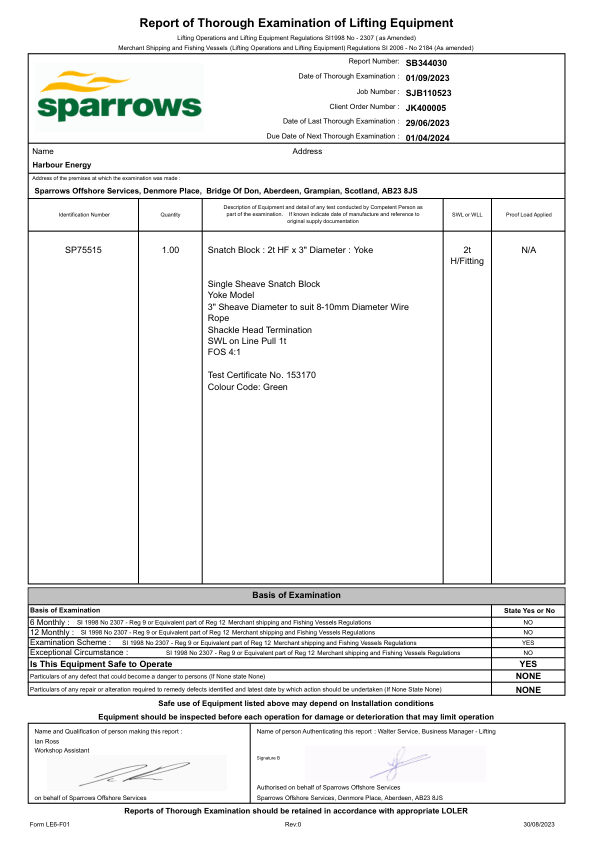 Report of Thorough Examination of Lifting Equipment
Lifting Operations and Lifting Equipment Regulations SI1998 No - 2307 ( as Amended)
Merchant Shipping and Fishing Vessels (Lifting Operations and Lifting Equipment) Regulations SI 2006 - No 2184 (As amended)
sparrows
Report Number: SB344030
Date of Thorough Examination : 01/09/2023
Job Number : SJB110523
Client Order Number : JK400005
Date of Last Thorough Examination : 29/06/2023
Due Date of Next Thorough Examination : 01/04/2024
Name Address
Harbour Energy
Address of the premises at which the examination was made :
Sparrows Offshore Services, Denmore Place, Bridge Of Don, Aberdeen, Grampian, Scotland, AB23 8JS
Identification Number
Quantity
Description of Equipment and detail of any test conducted by Competent Person as
part of the examination. If known indicate date of manufacture and reference to
original supply documentation
SWL or WLL
Proof Load Applied
SP75515
1.00
Snatch Block : 2t HF x 3" Diameter : Yoke
2t
H/Fitting
N/A
Single Sheave Snatch Block
Yoke Model
3" Sheave Diameter to suit 8-10mm Diameter Wire
Rope
Shackle Head Termination
SWL on Line Pull 1t
FOS 4:1
Test Certificate No. 153170
Colour Code: Green
Basis of Examination
Basis of Examination State Yes or No
6 Monthly : SI 1998 No 2307 - Reg 9 or Equivalent part of Reg 12 Merchant shipping and Fishing Vessels Regulations NO
12 Monthly : SI 1998 No 2307 - Reg 9 or Equivalent part of Reg 12 Merchant shipping and Fishing Vessels Regulations NO
Examination Scheme : SI 1998 No 2307 - Reg 9 or Equivalent part of Reg 12 Merchant shipping and Fishing Vessels Regulations YES
Exceptional Circumstance : SI 1998 No 2307 - Reg 9 or Equivalent part of Reg 12 Merchant shipping and Fishing Vessels Regulations NO
Is This Equipment Safe to Operate YES
Particulars of any defect that could become a danger to persons (If None state None) NONE
Particulars of any repair or alteration required to remedy defects identified and latest date by which action should be undertaken (If None state None) NONE
Safe use of Equipment listed above may depend on Installation conditions
Equipment should be inspected before each operation for damage or deterioration that may limit operation
Name and Qualification of person making this report :
Ian Ross
Workshop Assistant
on behalf of Sparrows Offshore Services
Name of person Authenticating this report : Walter Service, Business Manager - Lifting
Signature B
Authorised on behalf of Sparrows Offshore Services
Sparrows Offshore Services, Denmore Place, Aberdeen, AB23 8JS
Reports of Thorough Examination should be retained in accordance with appropriate LOLER
Form LE6-F01 Rev:0 30/08/2023